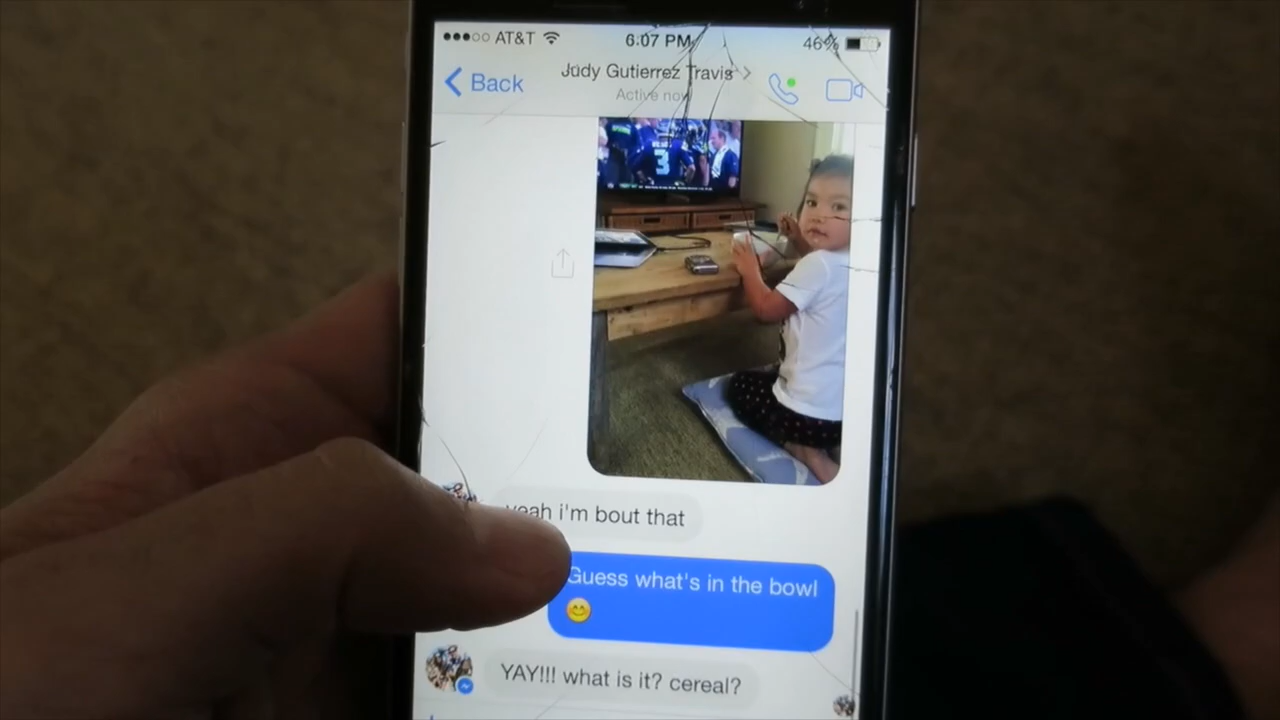 AT&T 6:07 PM 46%
Back Judy Gutierrez Travis
Active now
3
yeah i'm bout that
Guess what's in the bowl
😊
YAY!!! what is it? cereal?